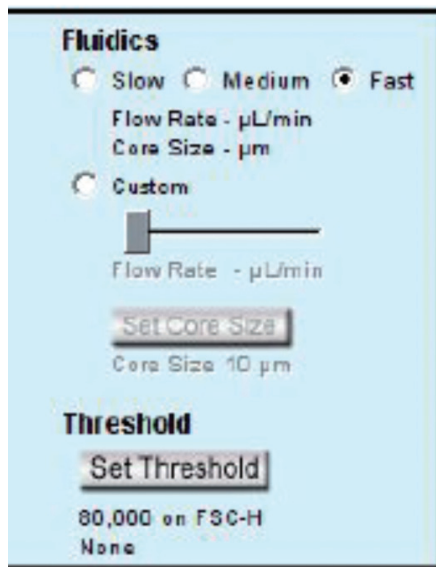 Fluidics
Slow Medium Fast
Flow Rate - µL/min
Core Size - µm
Custom
Flow Rate - µL/min
Set Core Size
Core Size 10 µm
Threshold
Set Threshold
80,000 on FSC-H
None